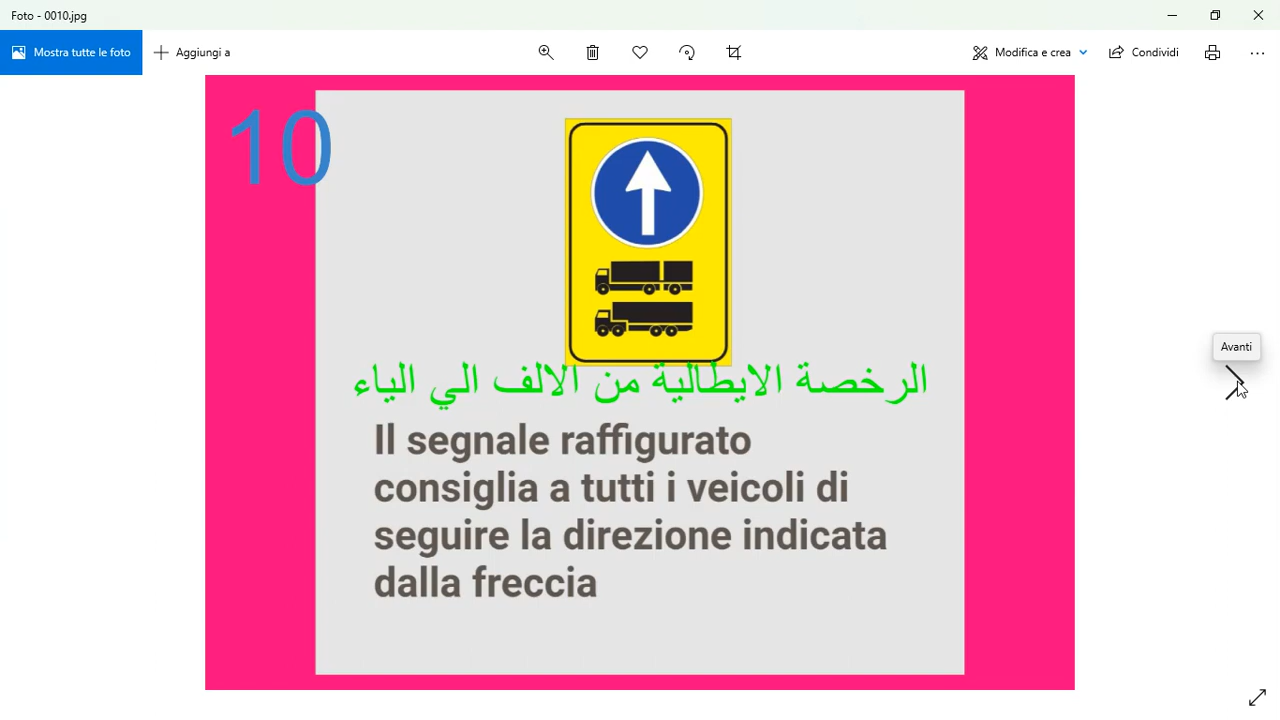 Foto - 0010.jpg
Mostra tutte le foto
Aggiungi a
Modifica e crea
Condividi
10
Avanti
الرخصة الايطالية من الالف الي الياء
Il segnale raffigurato
consiglia a tutti i veicoli di
seguire la direzione indicata
dalla freccia